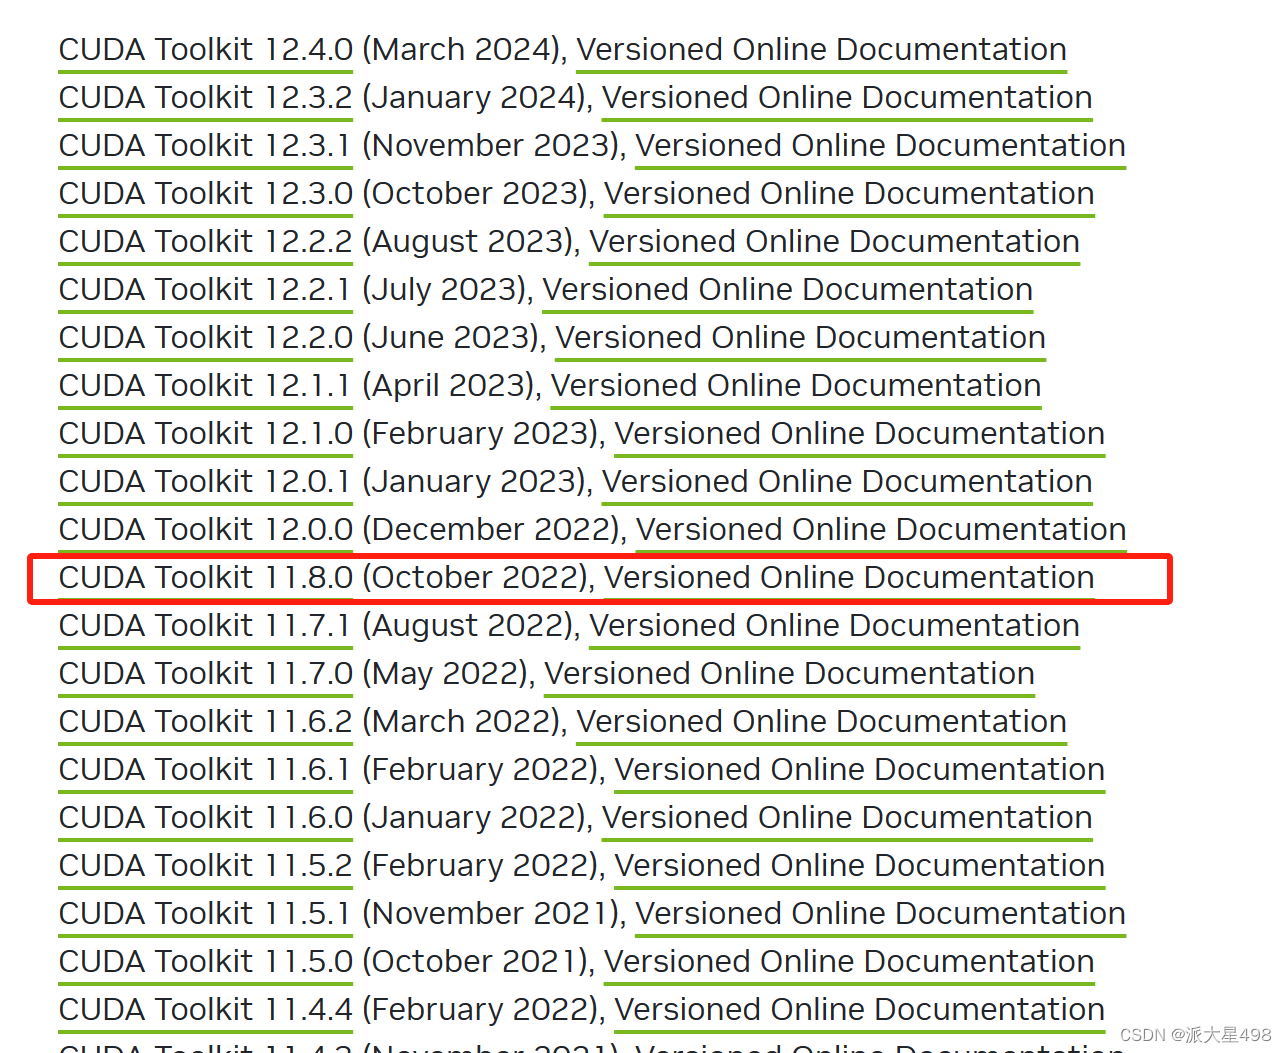 CUDA Toolkit 12.4.0 (March 2024), Versioned Online Documentation
CUDA Toolkit 12.3.2 (January 2024), Versioned Online Documentation
CUDA Toolkit 12.3.1 (November 2023), Versioned Online Documentation
CUDA Toolkit 12.3.0 (October 2023), Versioned Online Documentation
CUDA Toolkit 12.2.2 (August 2023), Versioned Online Documentation
CUDA Toolkit 12.2.1 (July 2023), Versioned Online Documentation
CUDA Toolkit 12.2.0 (June 2023), Versioned Online Documentation
CUDA Toolkit 12.1.1 (April 2023), Versioned Online Documentation
CUDA Toolkit 12.1.0 (February 2023), Versioned Online Documentation
CUDA Toolkit 12.0.1 (January 2023), Versioned Online Documentation
CUDA Toolkit 12.0.0 (December 2022), Versioned Online Documentation
CUDA Toolkit 11.8.0 (October 2022), Versioned Online Documentation
CUDA Toolkit 11.7.1 (August 2022), Versioned Online Documentation
CUDA Toolkit 11.7.0 (May 2022), Versioned Online Documentation
CUDA Toolkit 11.6.2 (March 2022), Versioned Online Documentation
CUDA Toolkit 11.6.1 (February 2022), Versioned Online Documentation
CUDA Toolkit 11.6.0 (January 2022), Versioned Online Documentation
CUDA Toolkit 11.5.2 (February 2022), Versioned Online Documentation
CUDA Toolkit 11.5.1 (November 2021), Versioned Online Documentation
CUDA Toolkit 11.5.0 (October 2021), Versioned Online Documentation
CUDA Toolkit 11.4.4 (February 2022), Versioned Online Documentation
CUDA Toolkit 11.4.3 (November 2021), Versioned Online Documentation
CSDN @派大星498